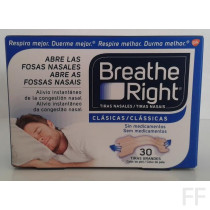 Respira mejor. Duerme mejor. Respire melhor. Durma melhor.
ABRE LAS
FOSAS NASALES
ABRE AS
FOSSAS NASAIS
Alivio instantáneo
de la congestión nasal
Alívio instantâneo
da congestão nasal
Breathe
Right
TIRAS NASALES/TIRAS NASAIS
CLÁSICAS/CLÁSSICAS
Sin medicamentos
Sem medicamentos
30
TIRAS GRANDES
FF